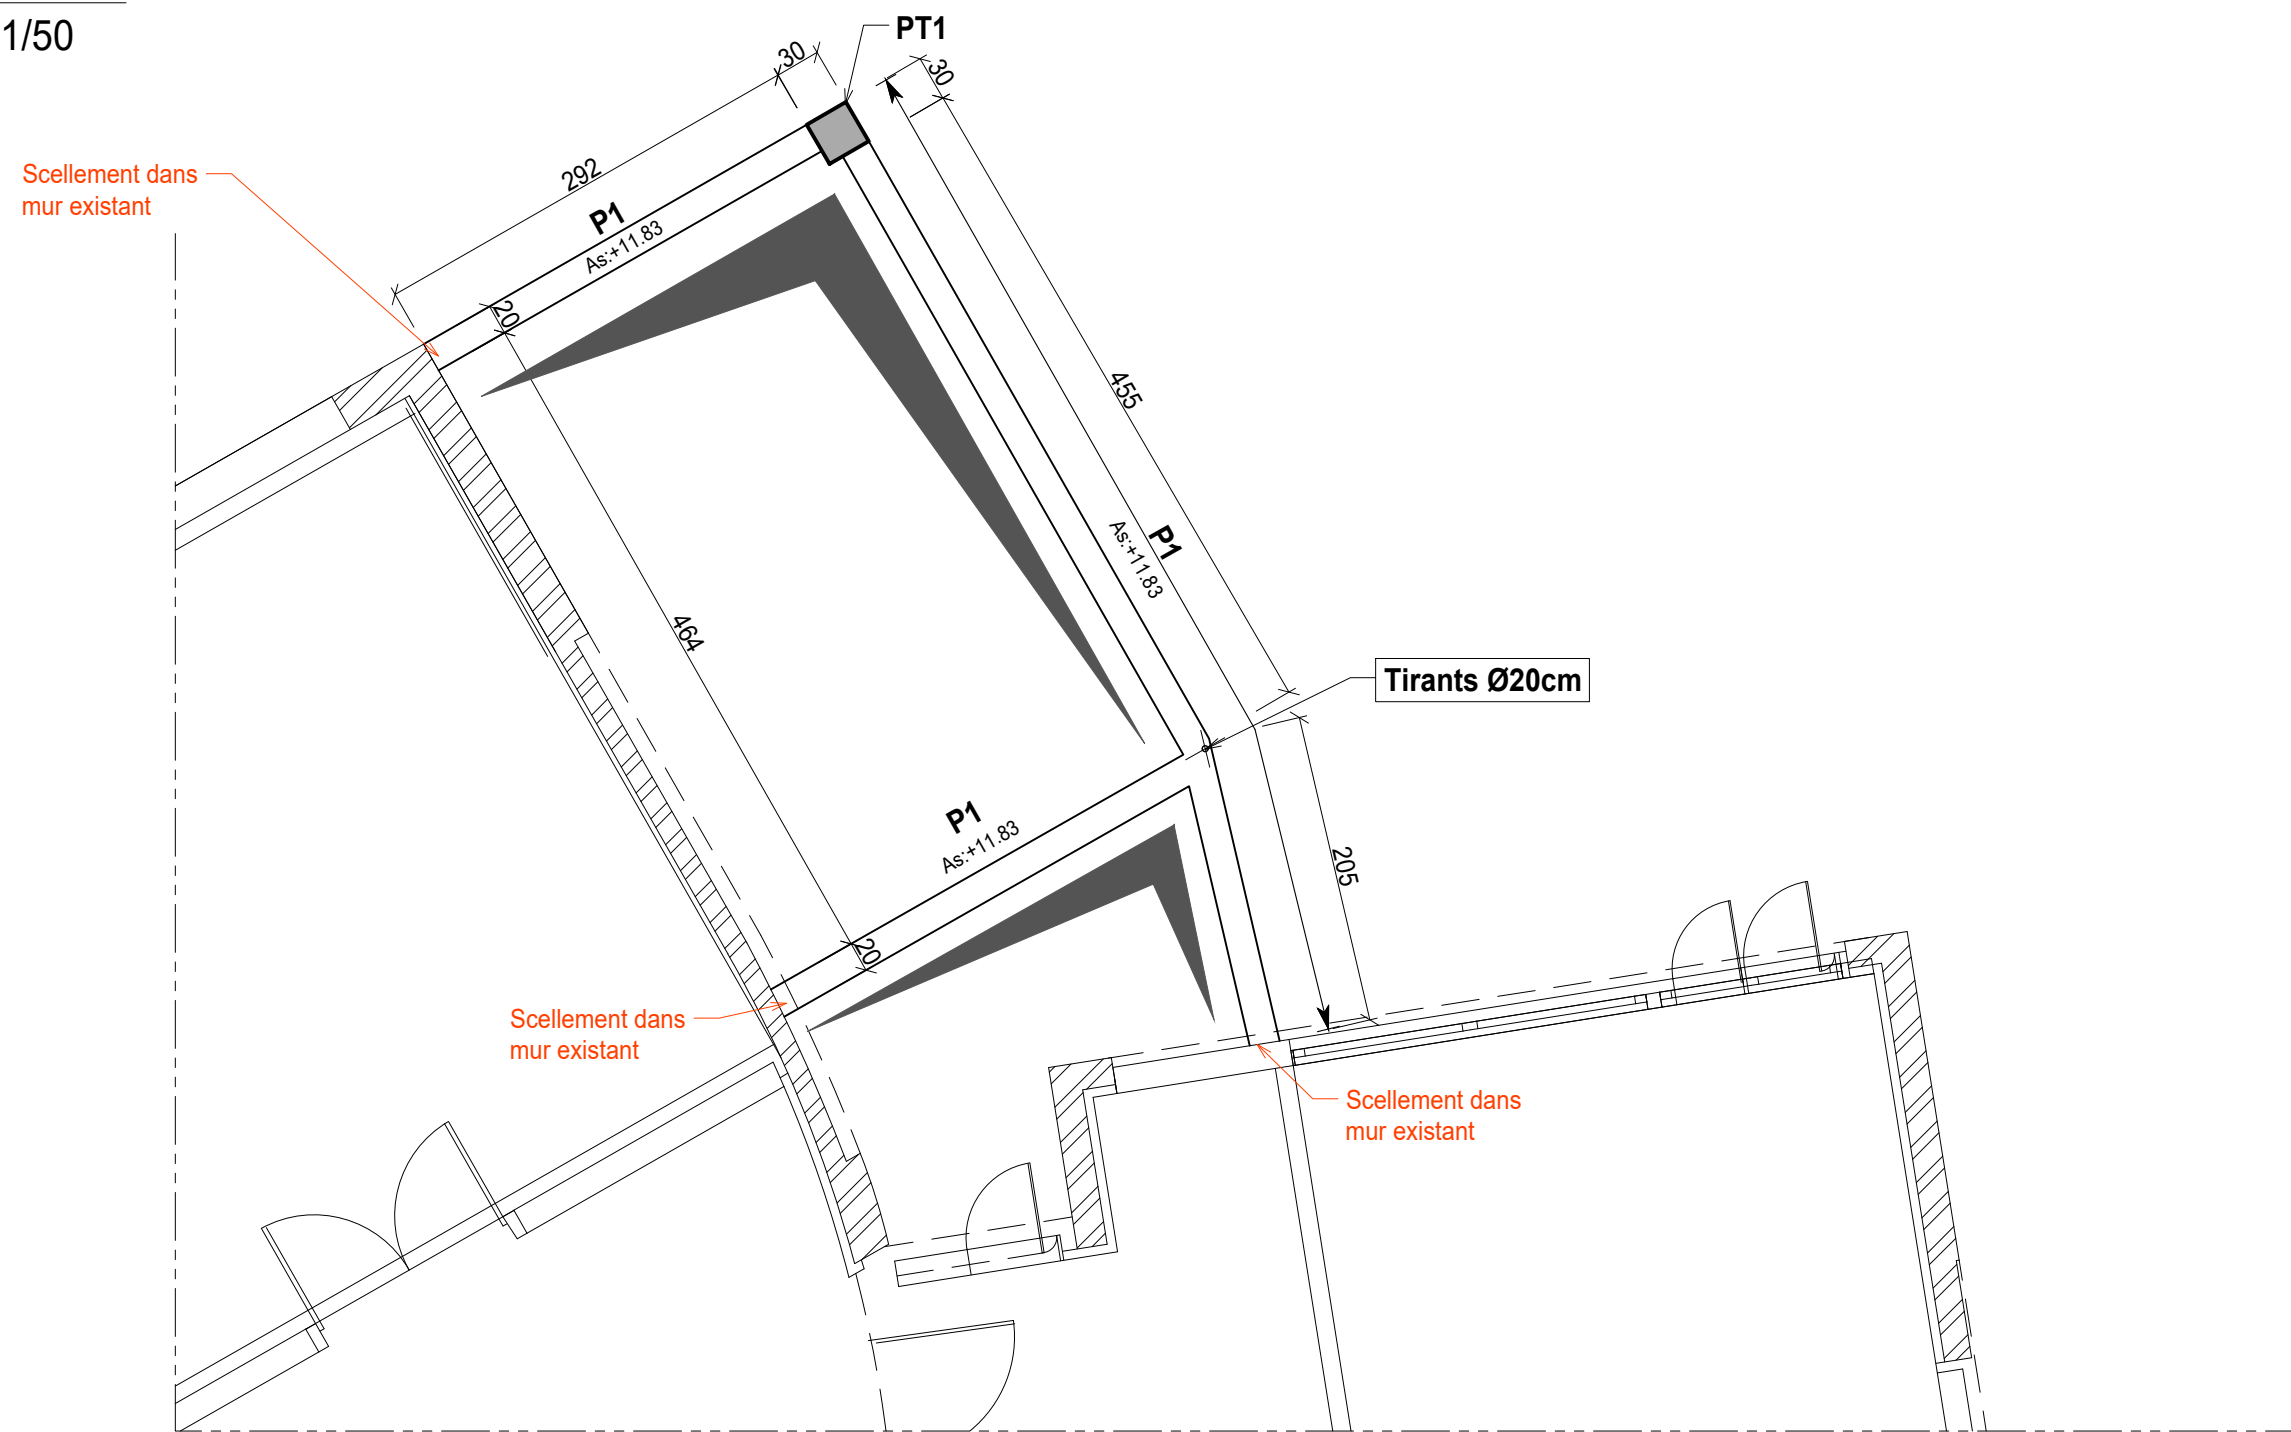 1/50
PT1
30
30
292
Scellement dans
mur existant
P1
As:+11.83
20
455
P1
As:+11.83
464
Tirants Ø20cm
P1
As:+11.83
205
20
Scellement dans
mur existant
Scellement dans
mur existant